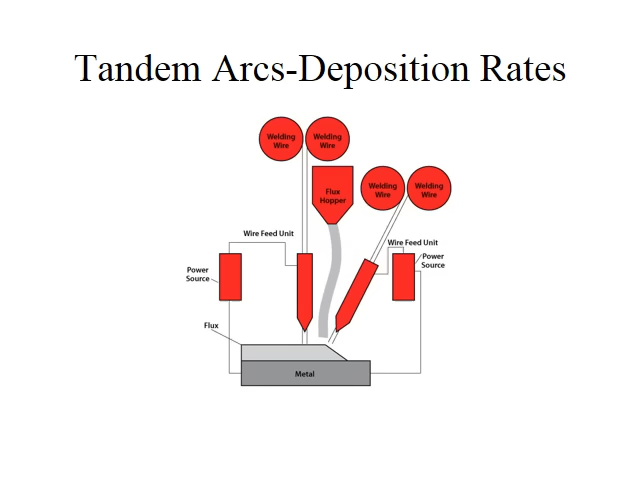 Tandem Arcs-Deposition Rates
Welding
Wire
Welding
Wire
Flux
Hopper
Welding
Wire
Welding
Wire
Wire Feed Unit
Wire Feed Unit
Power
Source
Power
Source
Flux
Metal